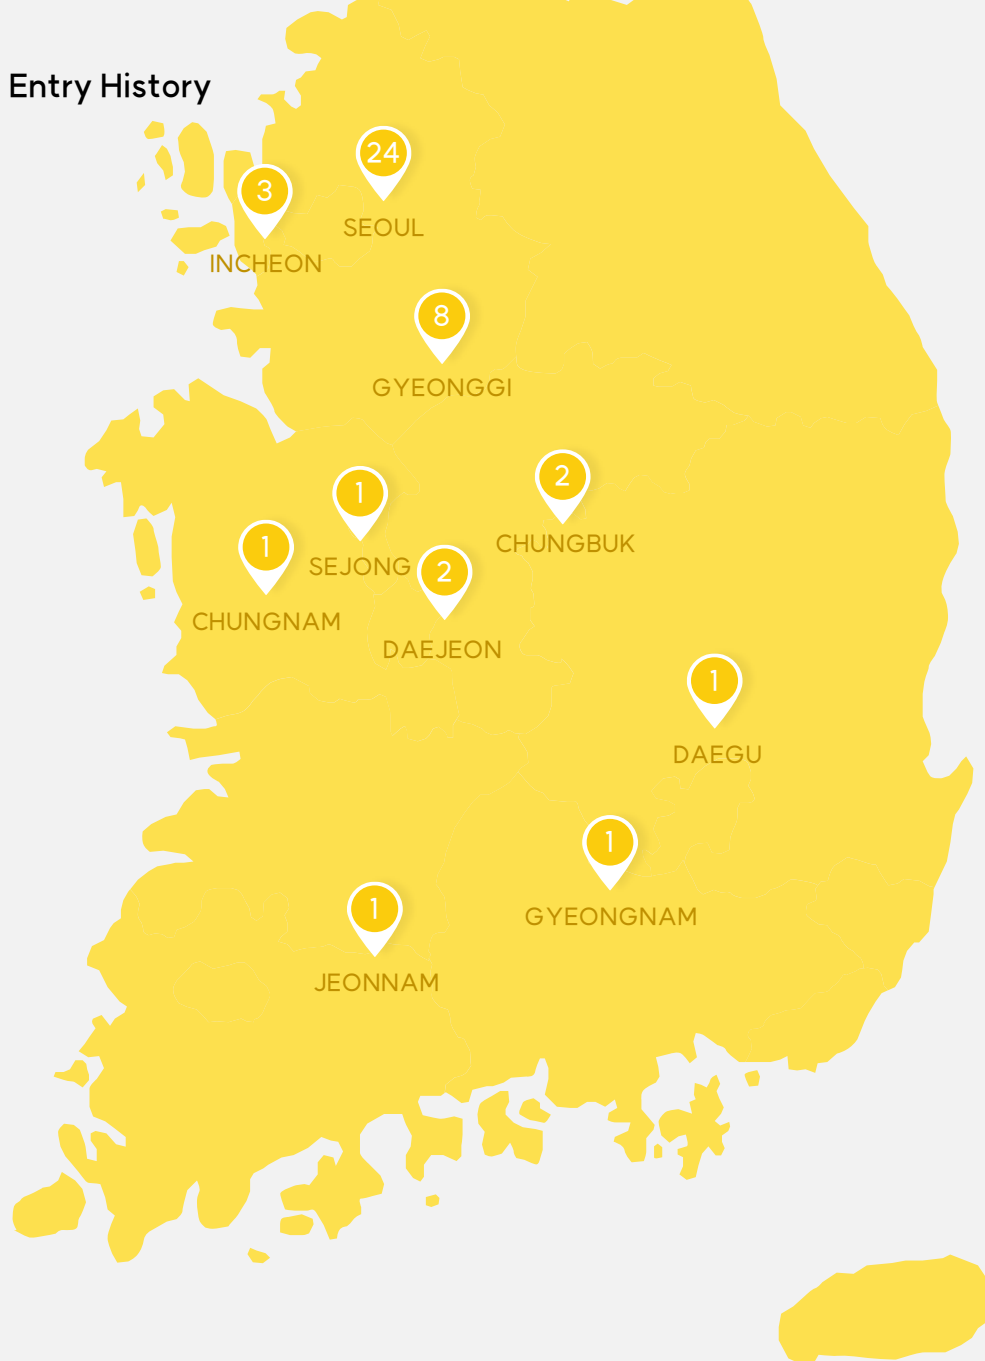 Entry History
24
SEOUL
3
INCHEON
8
GYEONGGI
2
CHUNGBUK
1
SEJONG
1
CHUNGNAM
2
DAEJEON
1
DAEGU
1
GYEONGNAM
1
JEONNAM